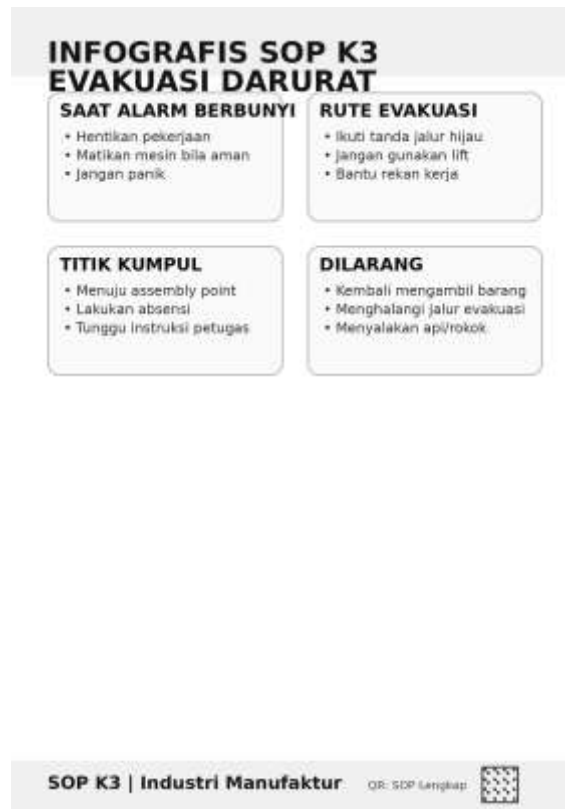 INFOGRAFIS SOP K3
EVAKUASI DARURAT
SAAT ALARM BERBUNYI
• Hentikan pekerjaan
• Matikan mesin bila aman
• Jangan panik
RUTE EVAKUASI
• Ikuti tanda jalur hijau
• Jangan gunakan lift
• Bantu rekan kerja
TITIK KUMPUL
• Menuju assembly point
• Lakukan absensi
• Tunggu instruksi petugas
DILARANG
• Kembali mengambil barang
• Menghalangi jalur evakuasi
• Menyalakan api/rokok
SOP K3 | Industri Manufaktur
QR: SOP Lengkap